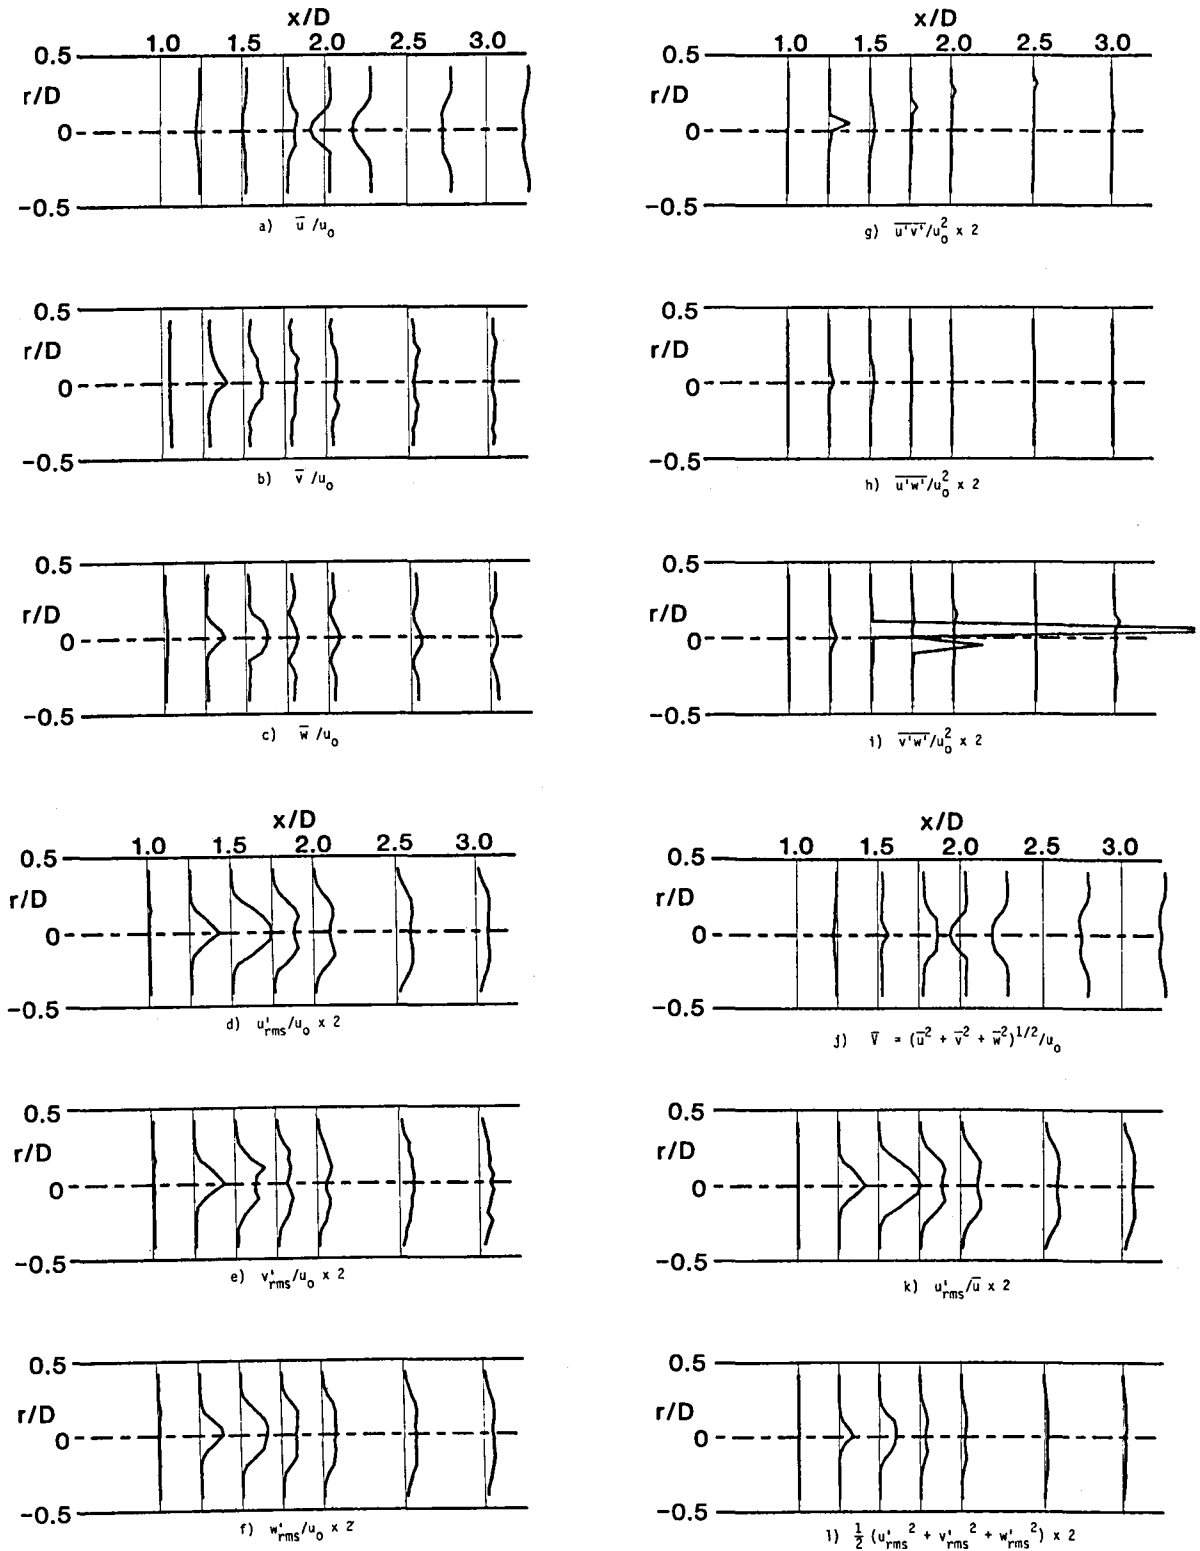 x/D
1.0 1.5 2.0 2.5 3.0
0.5
r/D
0
-0.5
a) u̅ /u₀
0.5
r/D
0
-0.5
b) v̅ /u₀
0.5
r/D
0
-0.5
c) w̅ /u₀
x/D
1.0 1.5 2.0 2.5 3.0
0.5
r/D
0
-0.5
d) u'rms/u₀ x 2
0.5
r/D
0
-0.5
e) v'rms/u₀ x 2
0.5
r/D
0
-0.5
f) w'rms/u₀ x 2
x/D
1.0 1.5 2.0 2.5 3.0
0.5
r/D
0
-0.5
g) u̅'̅v̅'̅/u₀² x 2
0.5
r/D
0
-0.5
h) u̅'̅w̅'̅/u₀² x 2
0.5
r/D
0
-0.5
i) v̅'̅w̅'̅/u₀² x 2
x/D
1.0 1.5 2.0 2.5 3.0
0.5
r/D
0
-0.5
j) V̅ = (u̅² + v̅² + w̅²)^1/2/u₀
0.5
r/D
0
-0.5
k) u'rms/u̅ x 2
0.5
r/D
0
-0.5
l) 1/2 (u'rms² + v'rms² + w'rms²) x 2